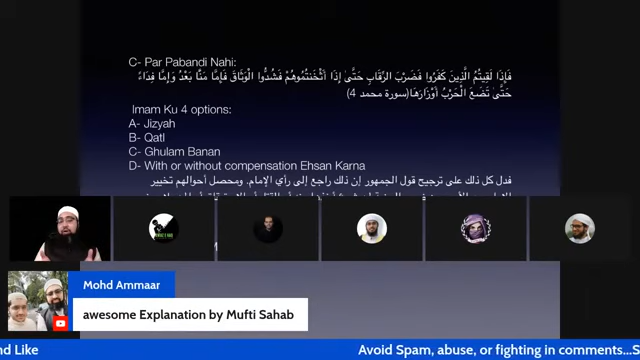 C- Par Pabandi Nahi:
فَإِذَا لَقِيتُمُ الَّذِينَ كَفَرُوا فَضَرْبَ الرِّقَابِ حَتَّىٰ إِذَا أَثْخَنتُمُوهُمْ فَشُدُّوا الْوَثَاقَ فَإِمَّا مَنًّا بَعْدُ وَإِمَّا فِدَاءً
حَتَّىٰ تَضَعَ الْحَرْبُ أَوْزَارَهَا(سورة محمد 4)
Imam Ku 4 options:
A- Jizyah
B- Qatl
C- Ghulam Banan
D- With or without compensation Ehsan Karna
فدل كل ذلك على ترجيح قول الجمهور إن ذلك راجع إلى رأي الإمام. ومحصل أحوالهم تخيير
Mohd Ammaar
awesome Explanation by Mufti Sahab
nd Like
Avoid Spam, abuse, or fighting in comments...S